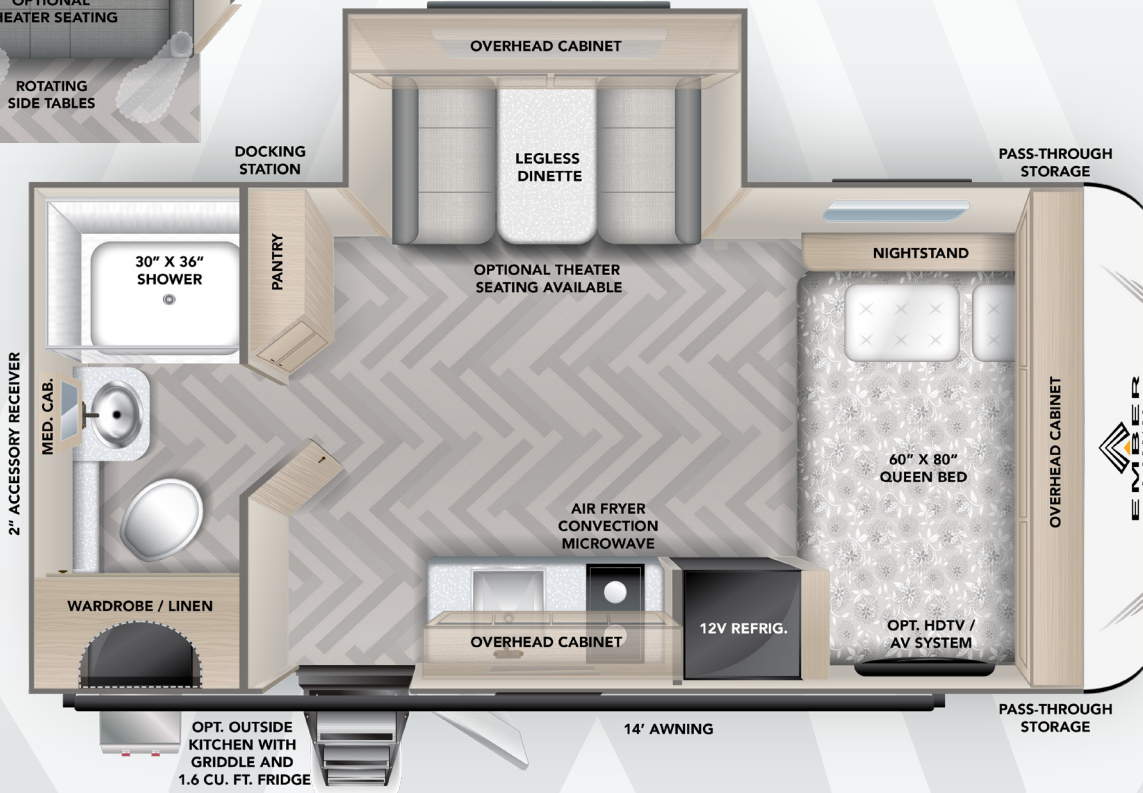 OPTIONAL
THEATER SEATING
ROTATING
SIDE TABLES
DOCKING
STATION
OVERHEAD CABINET
LEGLESS
DINETTE
OPTIONAL THEATER
SEATING AVAILABLE
PASS-THROUGH
STORAGE
NIGHTSTAND
30” X 36”
SHOWER
PANTRY
2” ACCESSORY RECEIVER
MED. CAB.
60” X 80”
QUEEN BED
OVERHEAD CABINET
EMBER
AIR FRYER
CONVECTION
MICROWAVE
WARDROBE / LINEN
OVERHEAD CABINET
12V REFRIG.
OPT. HDTV /
AV SYSTEM
OPT. OUTSIDE
KITCHEN WITH
GRIDDLE AND
1.6 CU. FT. FRIDGE
14’ AWNING
PASS-THROUGH
STORAGE